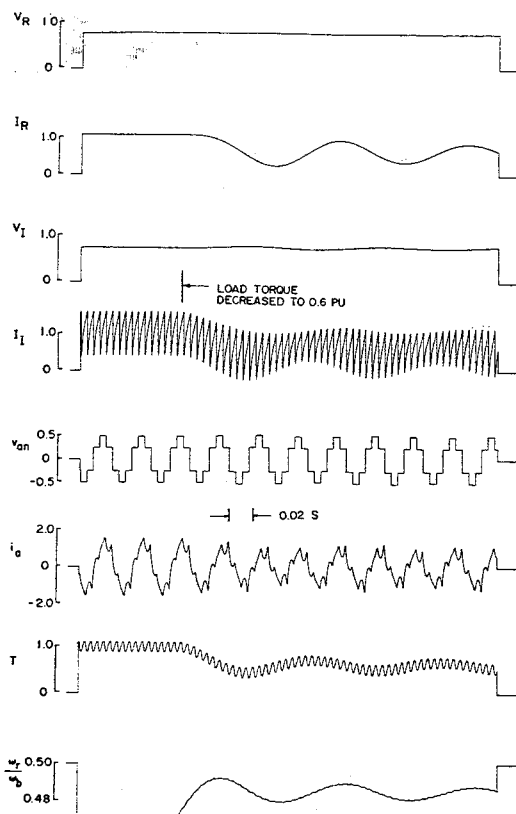 V_R
1.0
0
I_R
1.0
0
V_I
1.0
0
LOAD TORQUE
DECREASED TO 0.6 PU
I_I
1.0
0
v_an
0.5
0
-0.5
0.02 S
i_a
2.0
0
-2.0
T
1.0
0
ω_r
ω_b
0.50
0.48